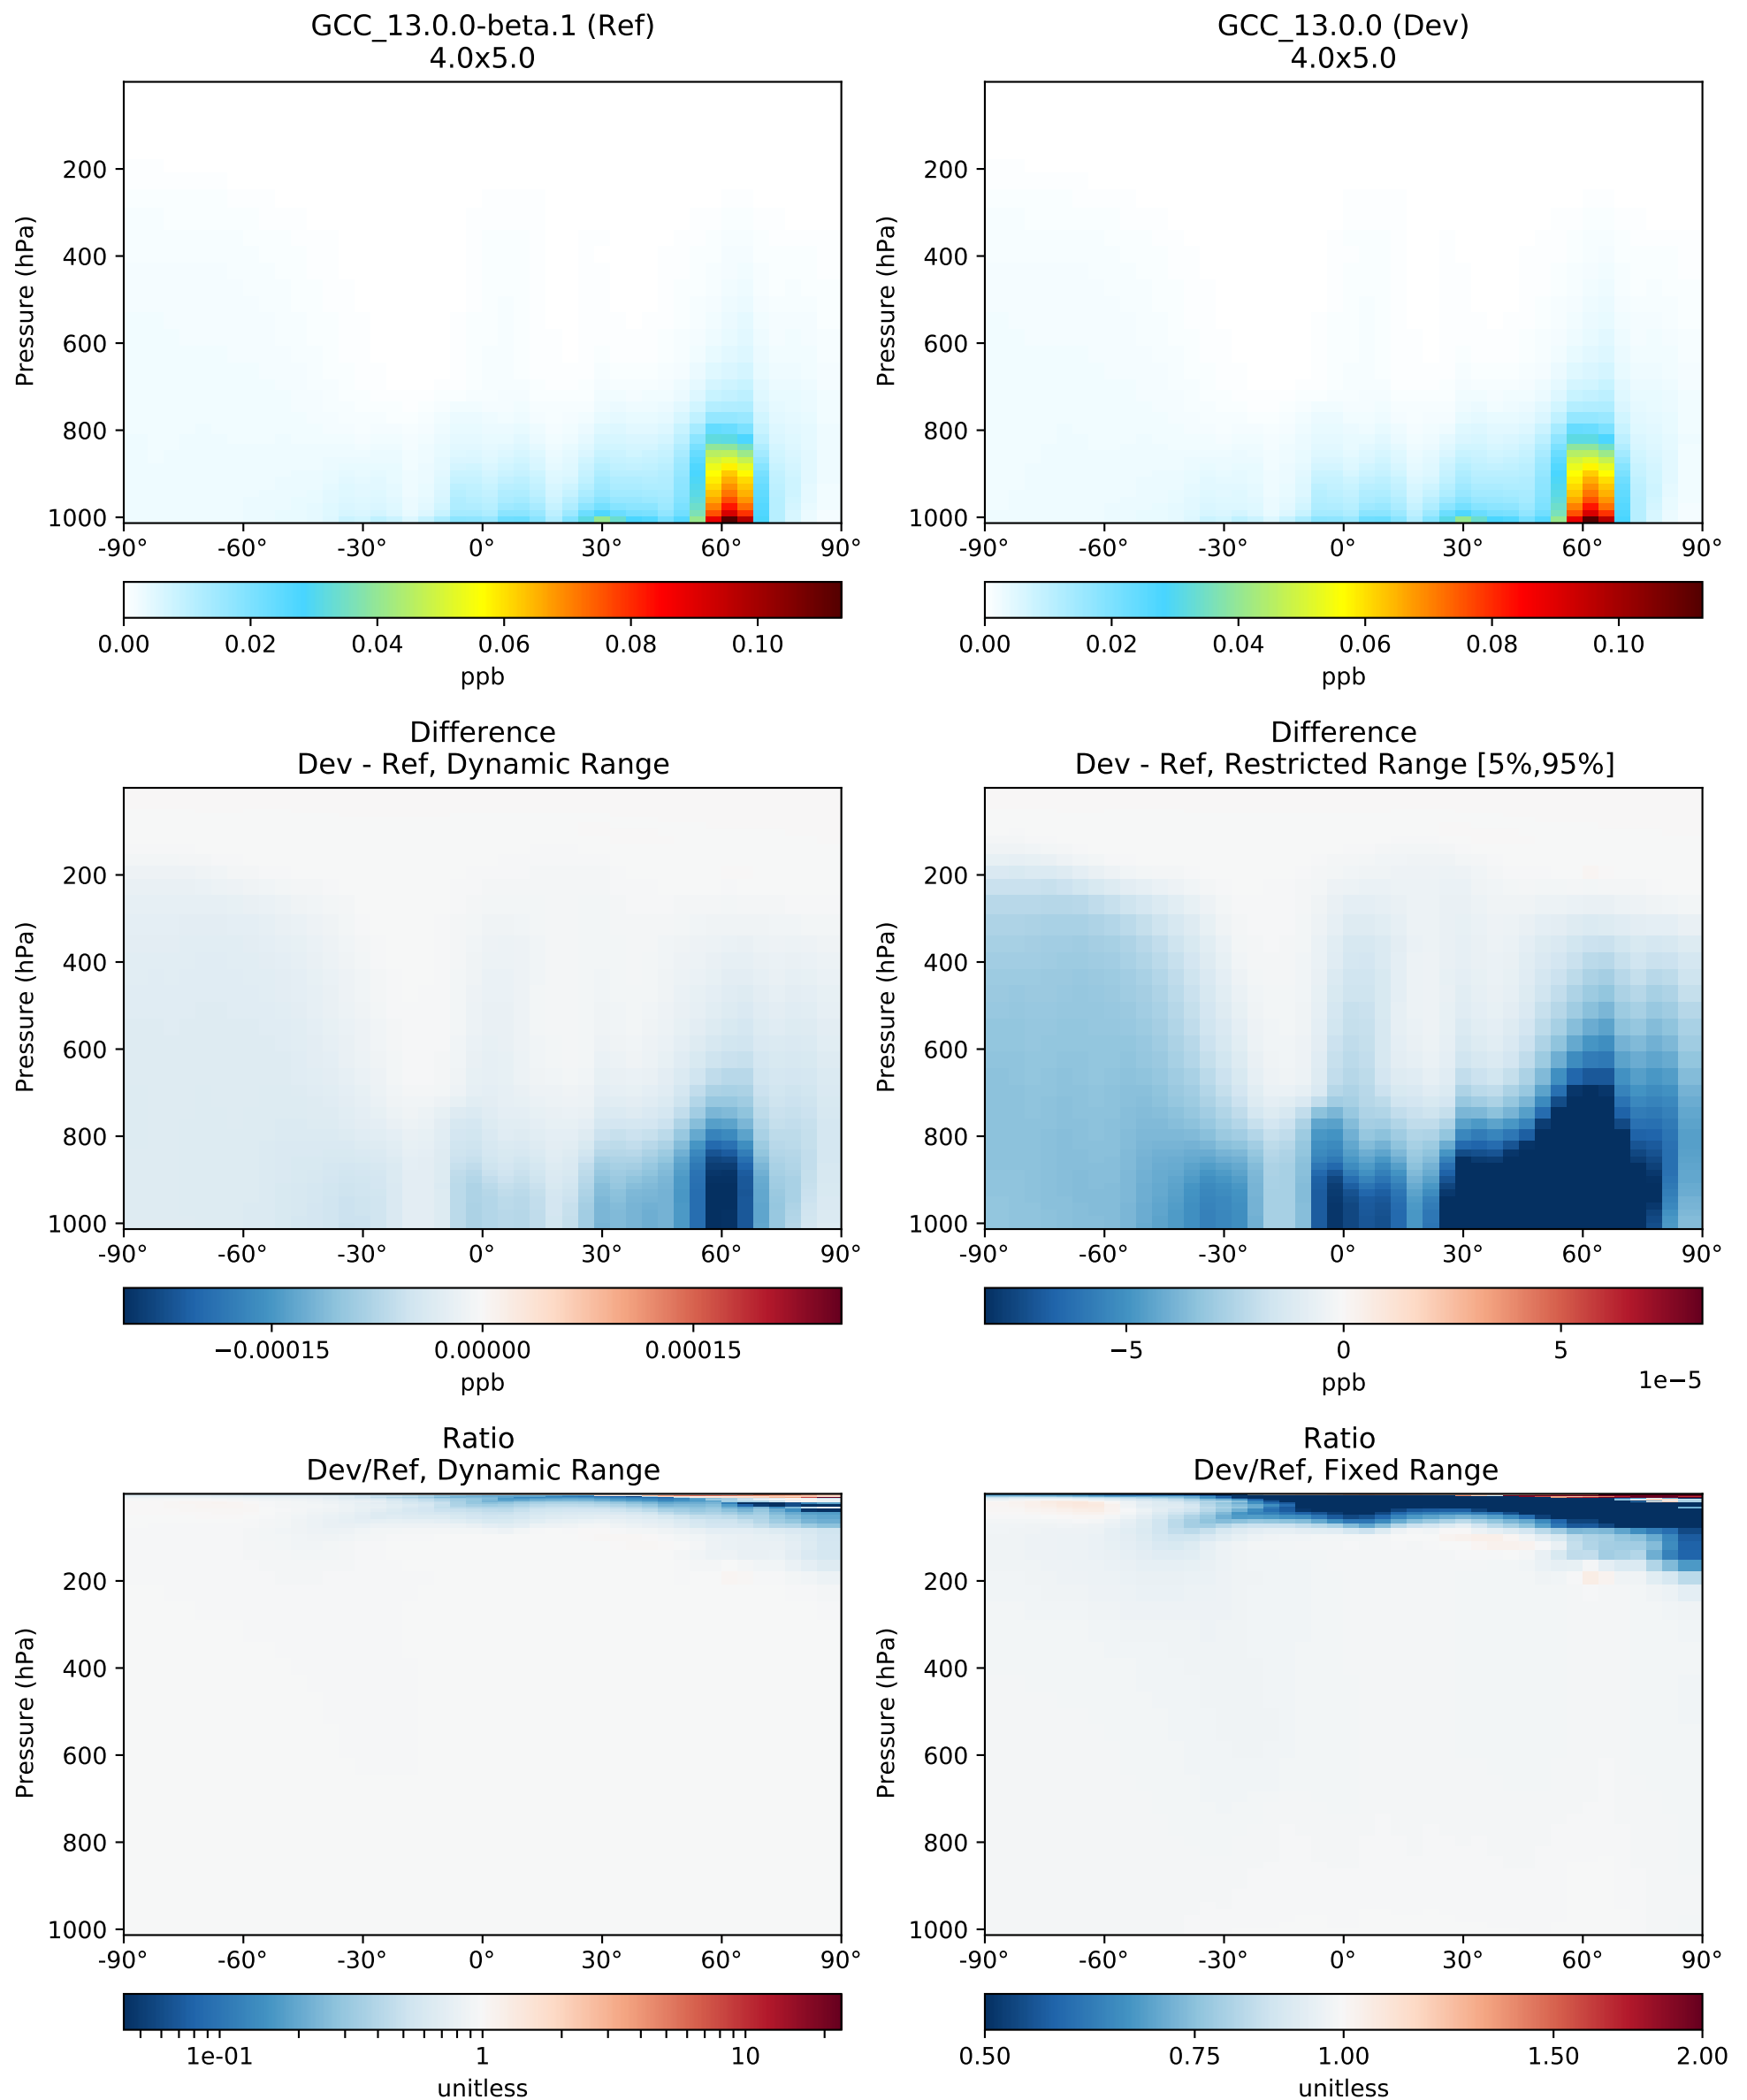 GCC_13.0.0-beta.1 (Ref)
4.0x5.0
GCC_13.0.0 (Dev)
4.0x5.0
Pressure (hPa)
200
400
600
800
1000
-90° -60° -30° 0° 30° 60° 90°
0.00 0.02 0.04 0.06 0.08 0.10
ppb
Pressure (hPa)
200
400
600
800
1000
-90° -60° -30° 0° 30° 60° 90°
0.00 0.02 0.04 0.06 0.08 0.10
ppb
Difference
Dev - Ref, Dynamic Range
Difference
Dev - Ref, Restricted Range [5%,95%]
Pressure (hPa)
200
400
600
800
1000
-90° -60° -30° 0° 30° 60° 90°
−0.00015 0.00000 0.00015
ppb
Pressure (hPa)
200
400
600
800
1000
-90° -60° -30° 0° 30° 60° 90°
−5 0 5
ppb
1e−5
Ratio
Dev/Ref, Dynamic Range
Ratio
Dev/Ref, Fixed Range
Pressure (hPa)
200
400
600
800
1000
-90° -60° -30° 0° 30° 60° 90°
1e-01 1 10
unitless
Pressure (hPa)
200
400
600
800
1000
-90° -60° -30° 0° 30° 60° 90°
0.50 0.75 1.00 1.50 2.00
unitless